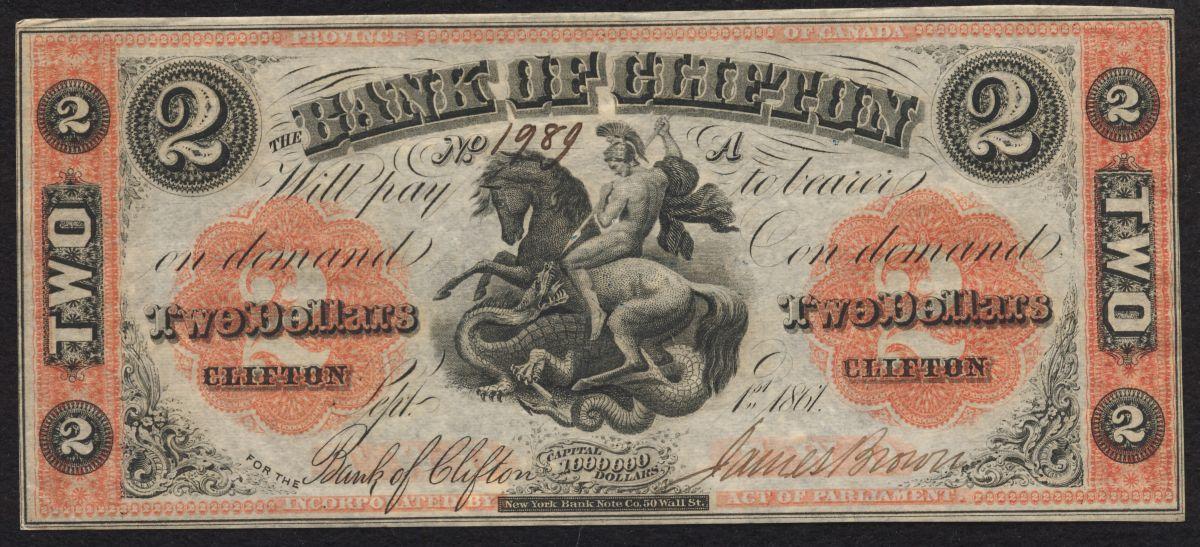 PROVINCE OF CANADA
2 2 2 2
THE BANK OF CLIFTON
No 1989 A
Will pay to bearer
on demand on demand
TWO TWO
2 2
Two Dollars Two Dollars
CLIFTON CLIFTON
Sept. 1st 1861.
2 2
FOR THE Bank of Clifton
CAPITAL
1000000
DOLLARS
James Brown
INCORPORATED BY ACT OF PARLIAMENT.
New York Bank Note Co. 50 Wall St.